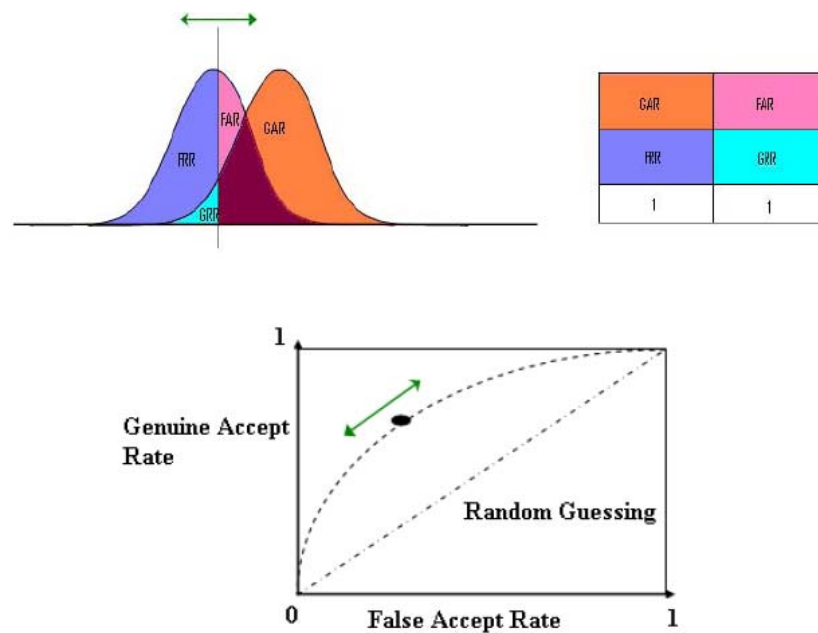 FAR
GAR
FRR
GRR
GAR FAR
FRR GRR
1 1
1
Genuine Accept
Rate
Random Guessing
0 False Accept Rate 1